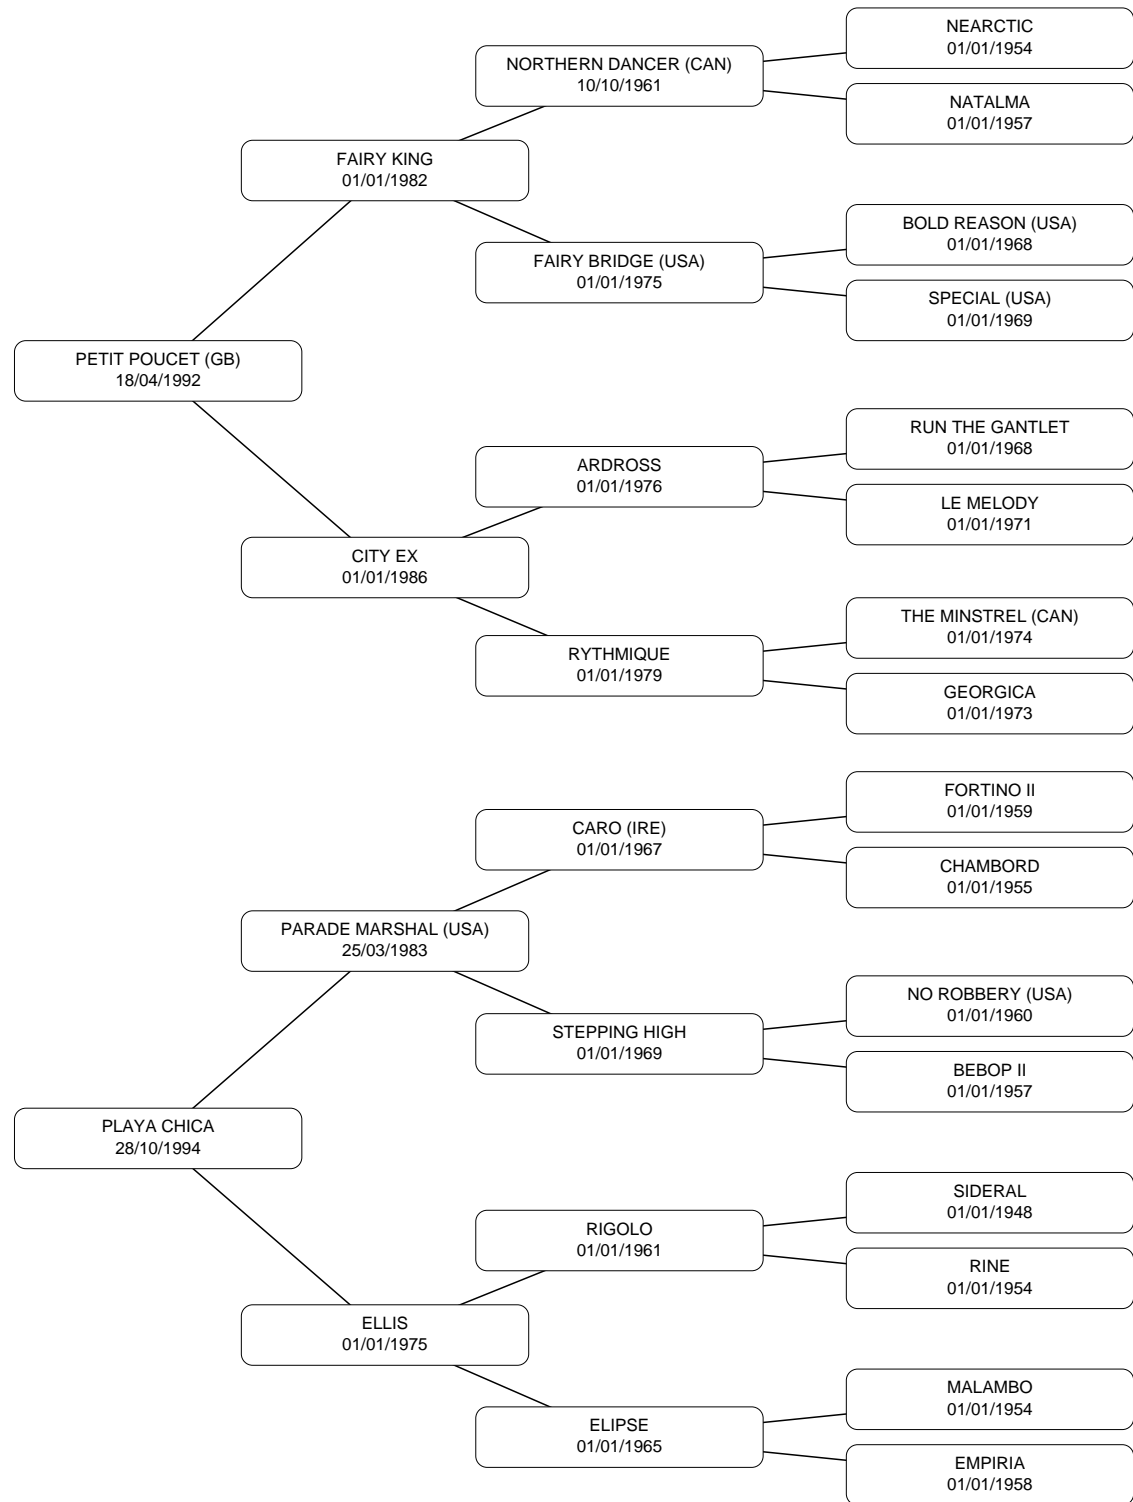 NEARCTIC
01/01/1954
NORTHERN DANCER (CAN)
10/10/1961
NATALMA
01/01/1957
FAIRY KING
01/01/1982
BOLD REASON (USA)
01/01/1968
FAIRY BRIDGE (USA)
01/01/1975
SPECIAL (USA)
01/01/1969
PETIT POUCET (GB)
18/04/1992
RUN THE GANTLET
01/01/1968
ARDROSS
01/01/1976
LE MELODY
01/01/1971
CITY EX
01/01/1986
THE MINSTREL (CAN)
01/01/1974
RYTHMIQUE
01/01/1979
GEORGICA
01/01/1973
FORTINO II
01/01/1959
CARO (IRE)
01/01/1967
CHAMBORD
01/01/1955
PARADE MARSHAL (USA)
25/03/1983
NO ROBBERY (USA)
01/01/1960
STEPPING HIGH
01/01/1969
BEBOP II
01/01/1957
PLAYA CHICA
28/10/1994
SIDERAL
01/01/1948
RIGOLO
01/01/1961
RINE
01/01/1954
ELLIS
01/01/1975
MALAMBO
01/01/1954
ELIPSE
01/01/1965
EMPIRIA
01/01/1958